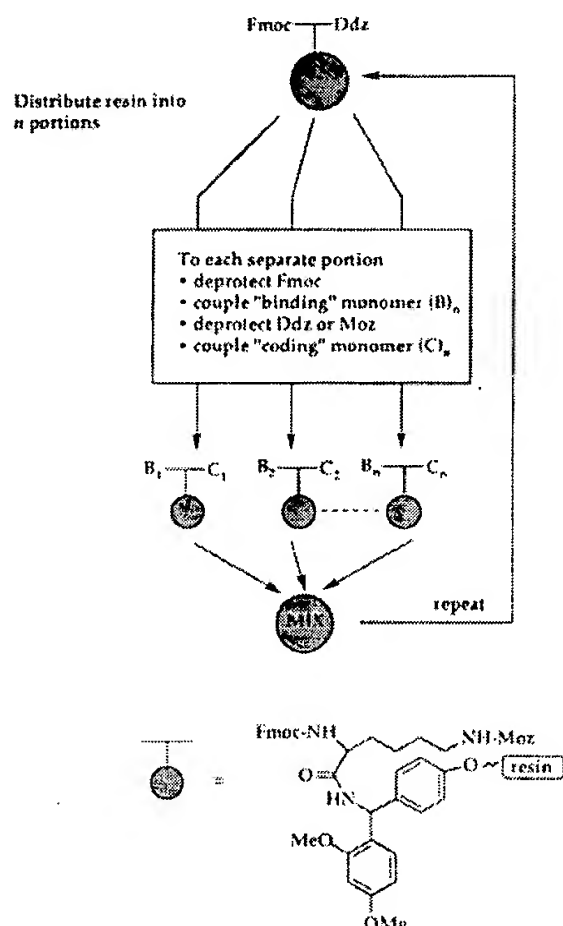 Fmoc Ddz
Distribute resin into
n portions
To each separate portion
• deprotect Fmoc
• couple "binding" monomer (B)n
• deprotect Ddz or Moz
• couple "coding" monomer (C)n
B1 C1 B2 C2 Bn Cn
MIX
repeat
Fmoc-NH NH-Moz
= O= O~resin
HN
MeO
OMe